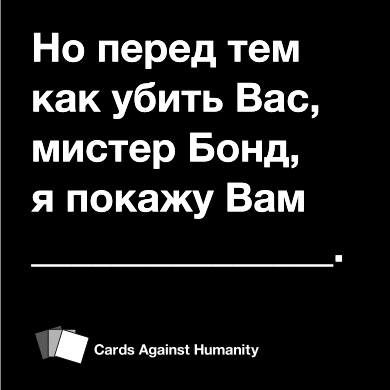 Но перед тем
как убить Вас,
мистер Бонд,
я покажу Вам
_______________.
Cards Against Humanity